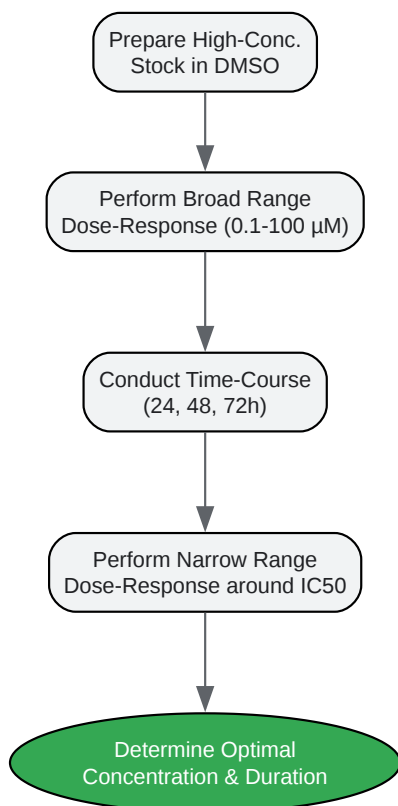 Prepare High-Conc.
Stock in DMSO
Perform Broad Range
Dose-Response (0.1-100 µM)
Conduct Time-Course
(24, 48, 72h)
Perform Narrow Range
Dose-Response around IC50
Determine Optimal
Concentration & Duration